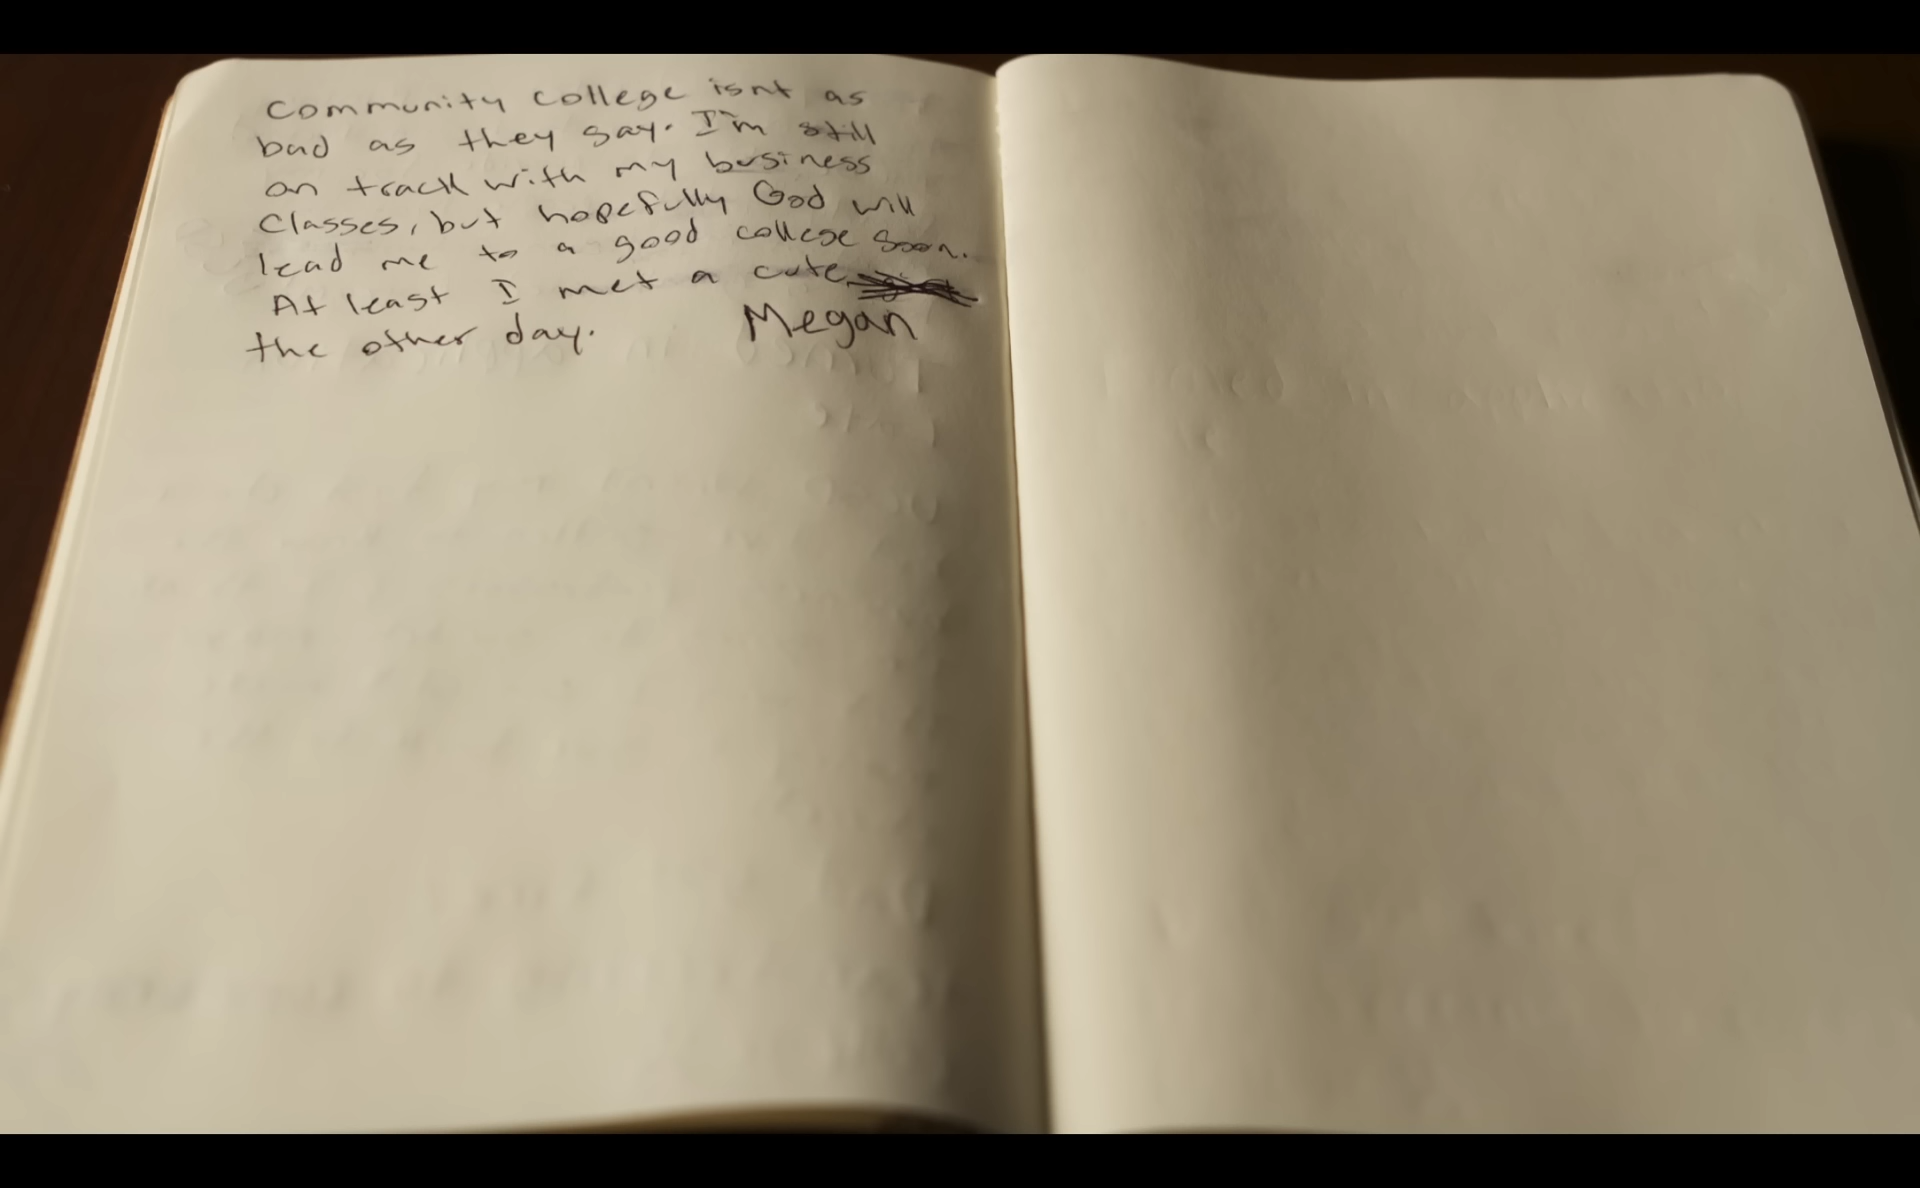 Community college isnt as
bad as they say. I'm still
on track with my business
Classes, but hopefully God will
lead me to a good college soon.
At least I met a cute
the other day. Megan